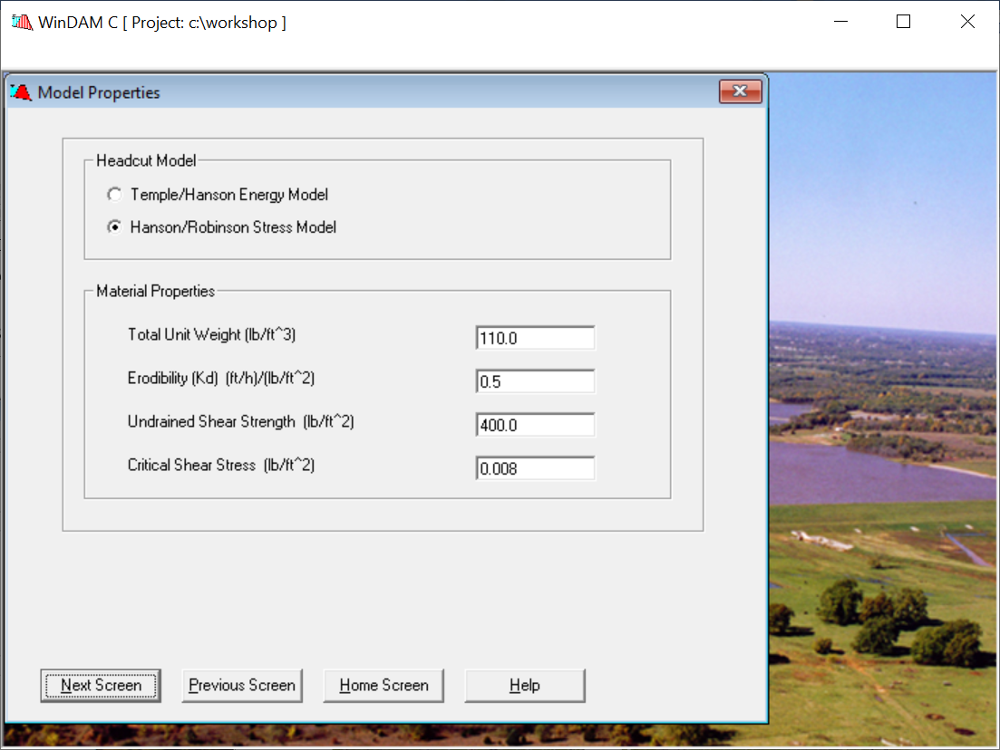 WinDAM C [ Project: c:\workshop ]
Model Properties
Headcut Model
Temple/Hanson Energy Model
Hanson/Robinson Stress Model
Material Properties
Total Unit Weight (lb/ft^3) 110.0
Erodibility (Kd) (ft/h)/(lb/ft^2) 0.5
Undrained Shear Strength (lb/ft^2) 400.0
Critical Shear Stress (lb/ft^2) 0.008
Next Screen Previous Screen Home Screen Help